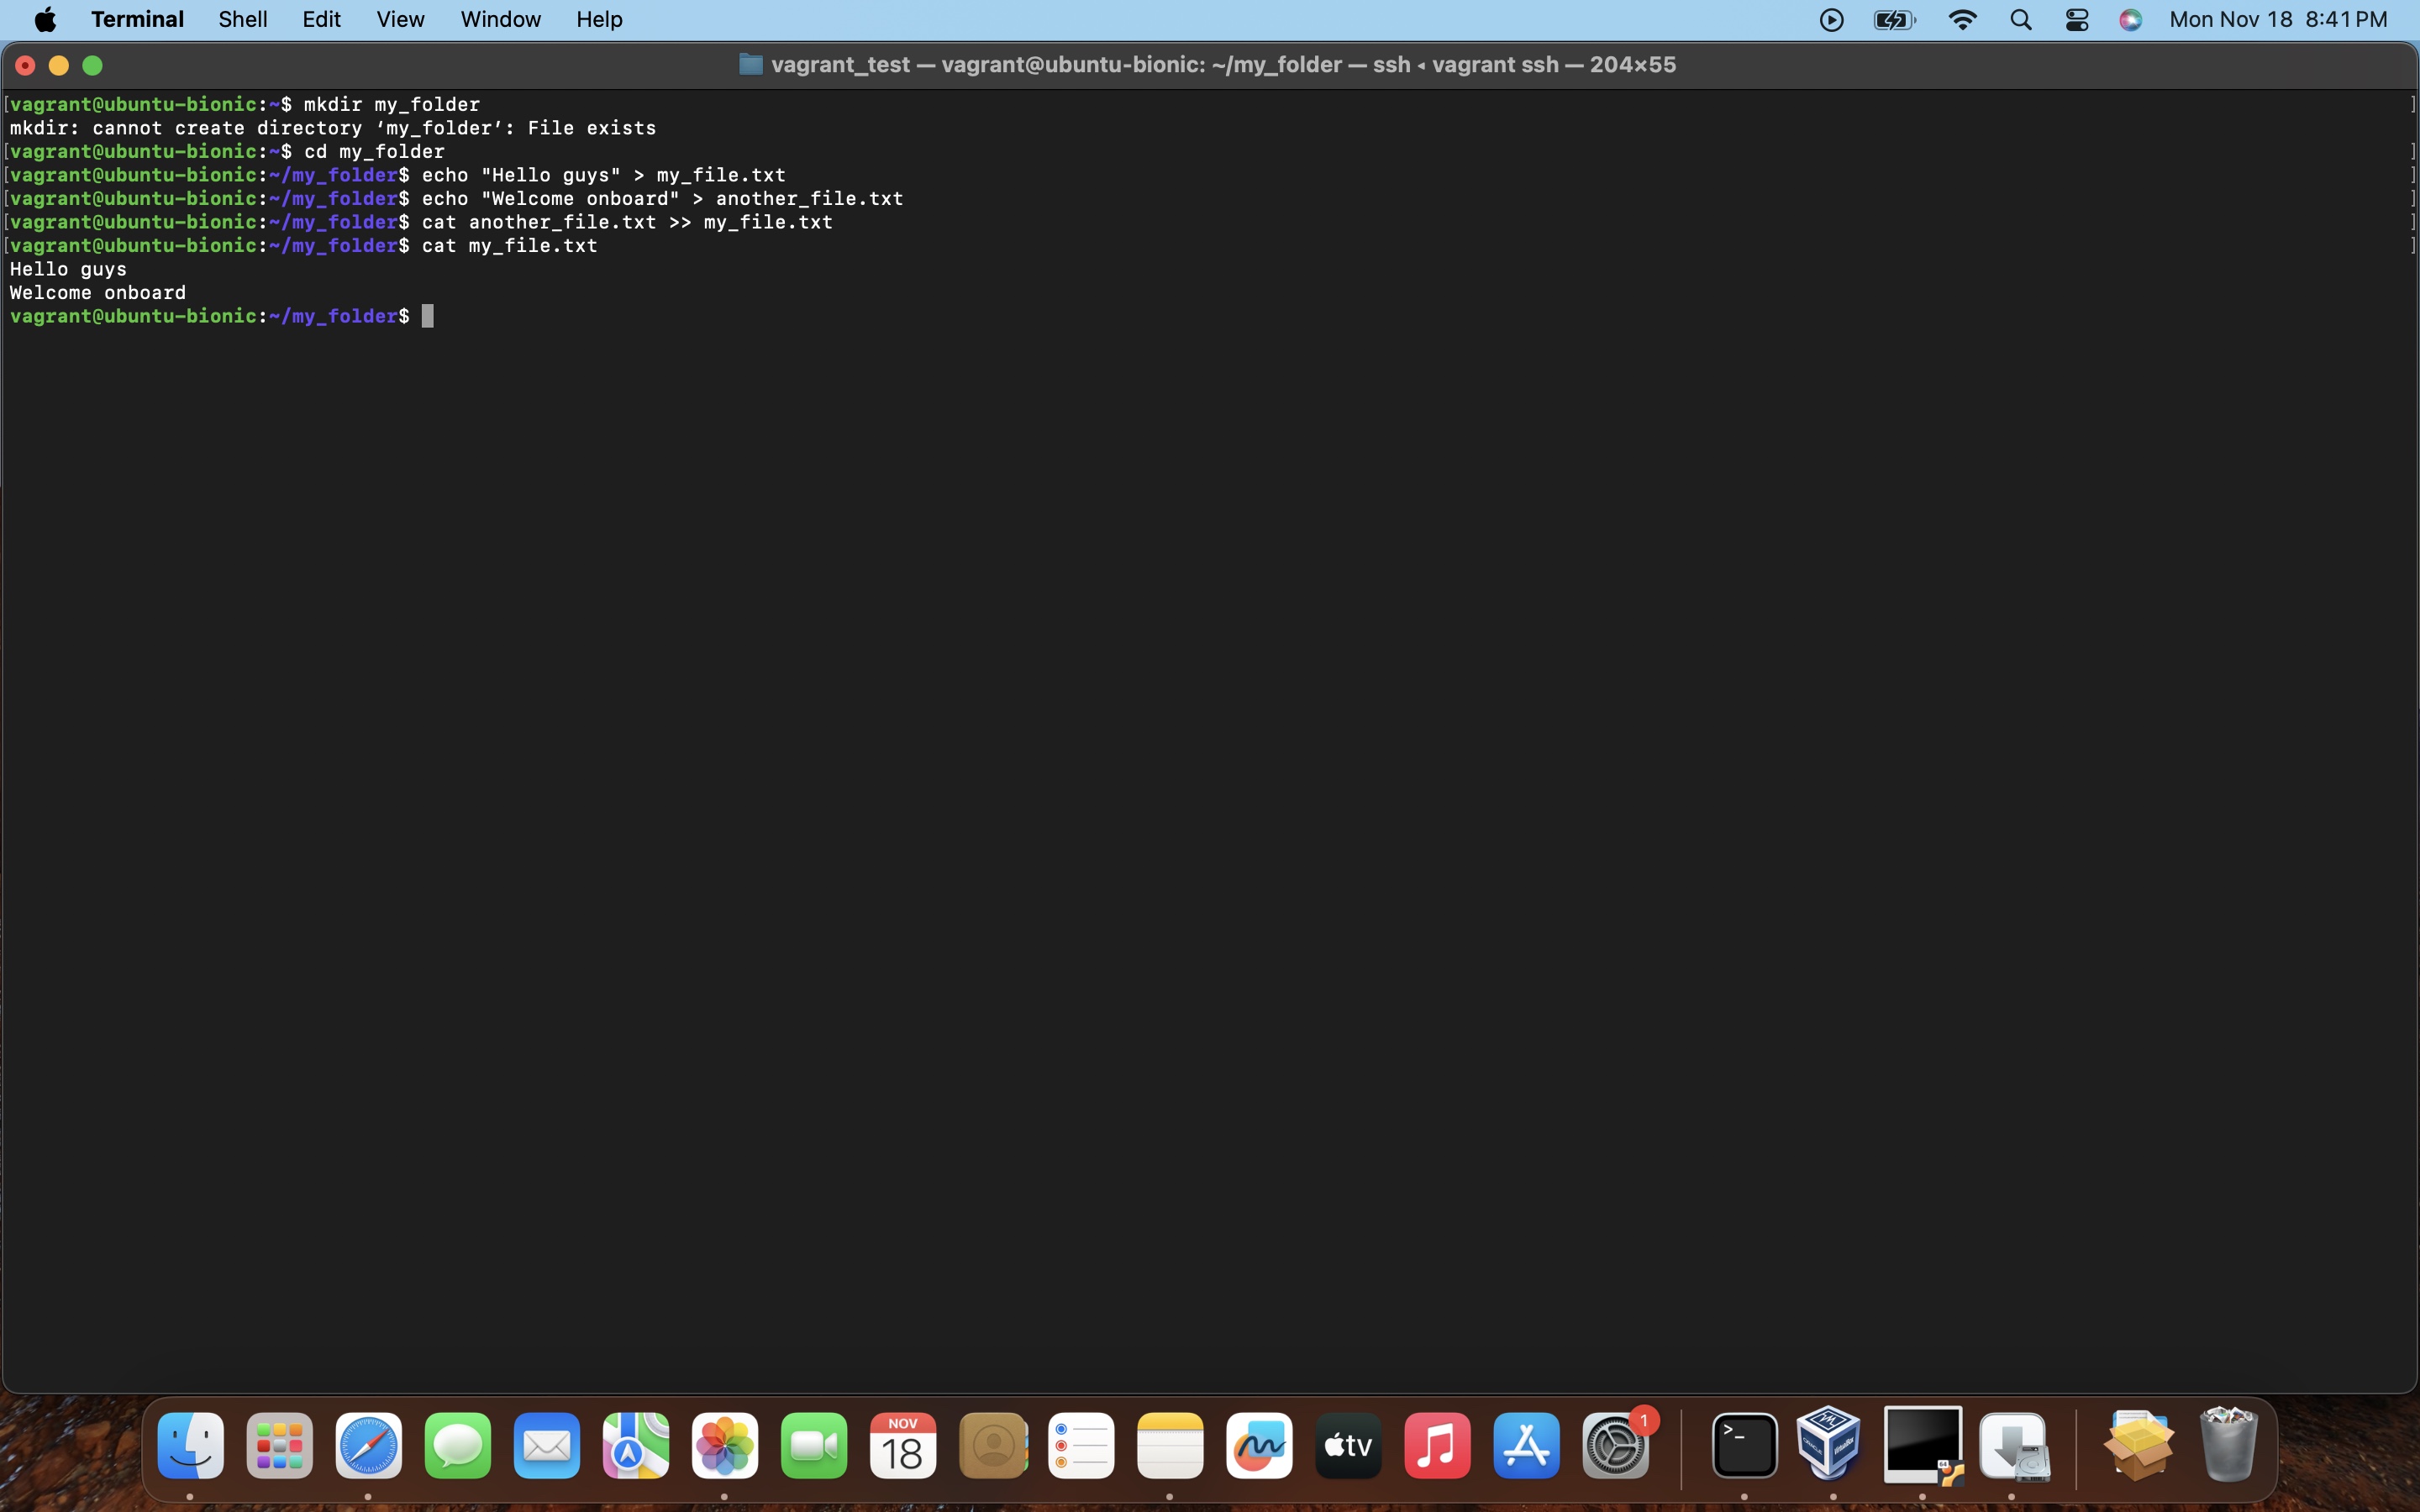 Terminal Shell Edit View Window Help Mon Nov 18 8:41 PM
vagrant_test — vagrant@ubuntu-bionic: ~/my_folder — ssh ◂ vagrant ssh — 204×55
[vagrant@ubuntu-bionic:~$ mkdir my_folder ]
mkdir: cannot create directory ‘my_folder’: File exists
[vagrant@ubuntu-bionic:~$ cd my_folder ]
[vagrant@ubuntu-bionic:~/my_folder$ echo "Hello guys" > my_file.txt ]
[vagrant@ubuntu-bionic:~/my_folder$ echo "Welcome onboard" > another_file.txt ]
[vagrant@ubuntu-bionic:~/my_folder$ cat another_file.txt >> my_file.txt ]
[vagrant@ubuntu-bionic:~/my_folder$ cat my_file.txt ]
Hello guys
Welcome onboard
vagrant@ubuntu-bionic:~/my_folder$
NOV
18
tv
1
>_
64